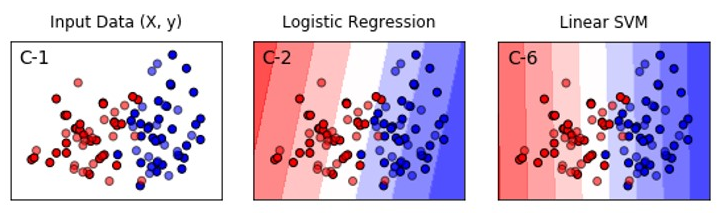 Input Data (X, y)
Logistic Regression
Linear SVM
C-1
C-2
C-6